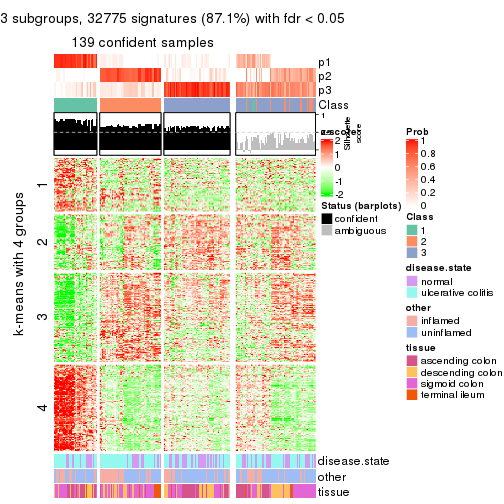 3 subgroups, 32775 signatures (87.1%) with fdr < 0.05
139 confident samples
p1
p2
p3
Class
1
Silhouette
score
k-means with 4 groups
1
2
3
4
disease.state
other
tissue
z-score
2
1
0
-1
-2
Status (barplots)
confident
ambiguous
Prob
1
0.8
0.6
0.4
0.2
0
Class
1
2
3
disease.state
normal
ulcerative colitis
other
inflamed
uninflamed
tissue
ascending colon
descending colon
sigmoid colon
terminal ileum